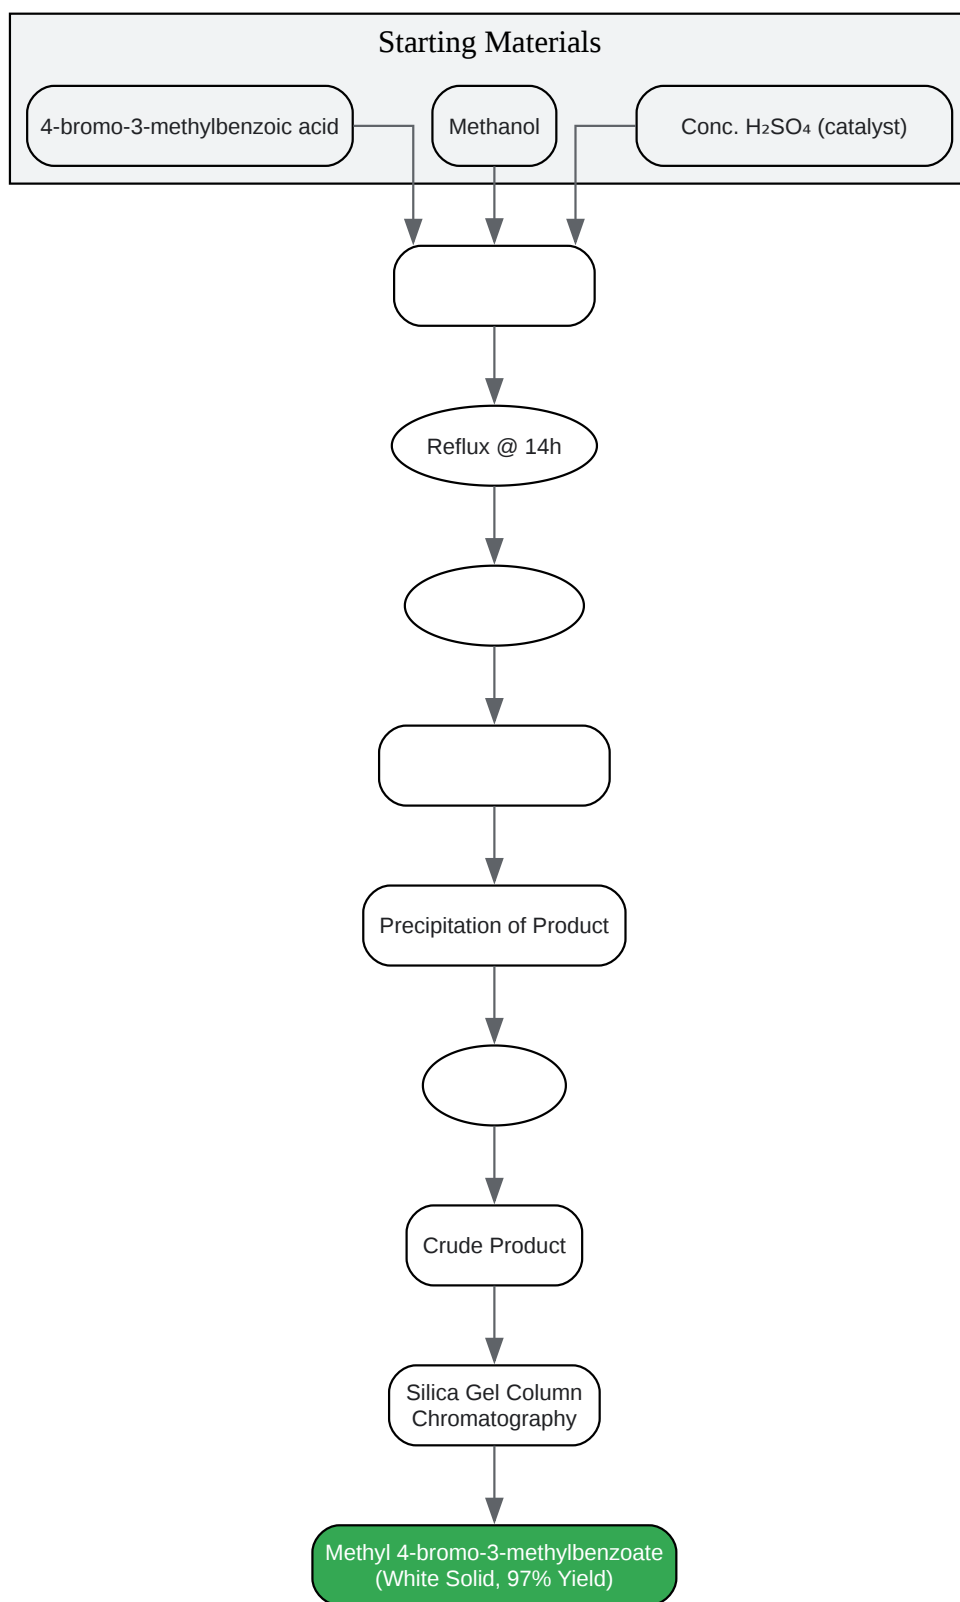 Starting Materials
4-bromo-3-methylbenzoic acid
Methanol
Conc. H₂SO₄ (catalyst)
Reflux @ 14h
Precipitation of Product
Crude Product
Silica Gel Column
Chromatography
Methyl 4-bromo-3-methylbenzoate
(White Solid, 97% Yield)